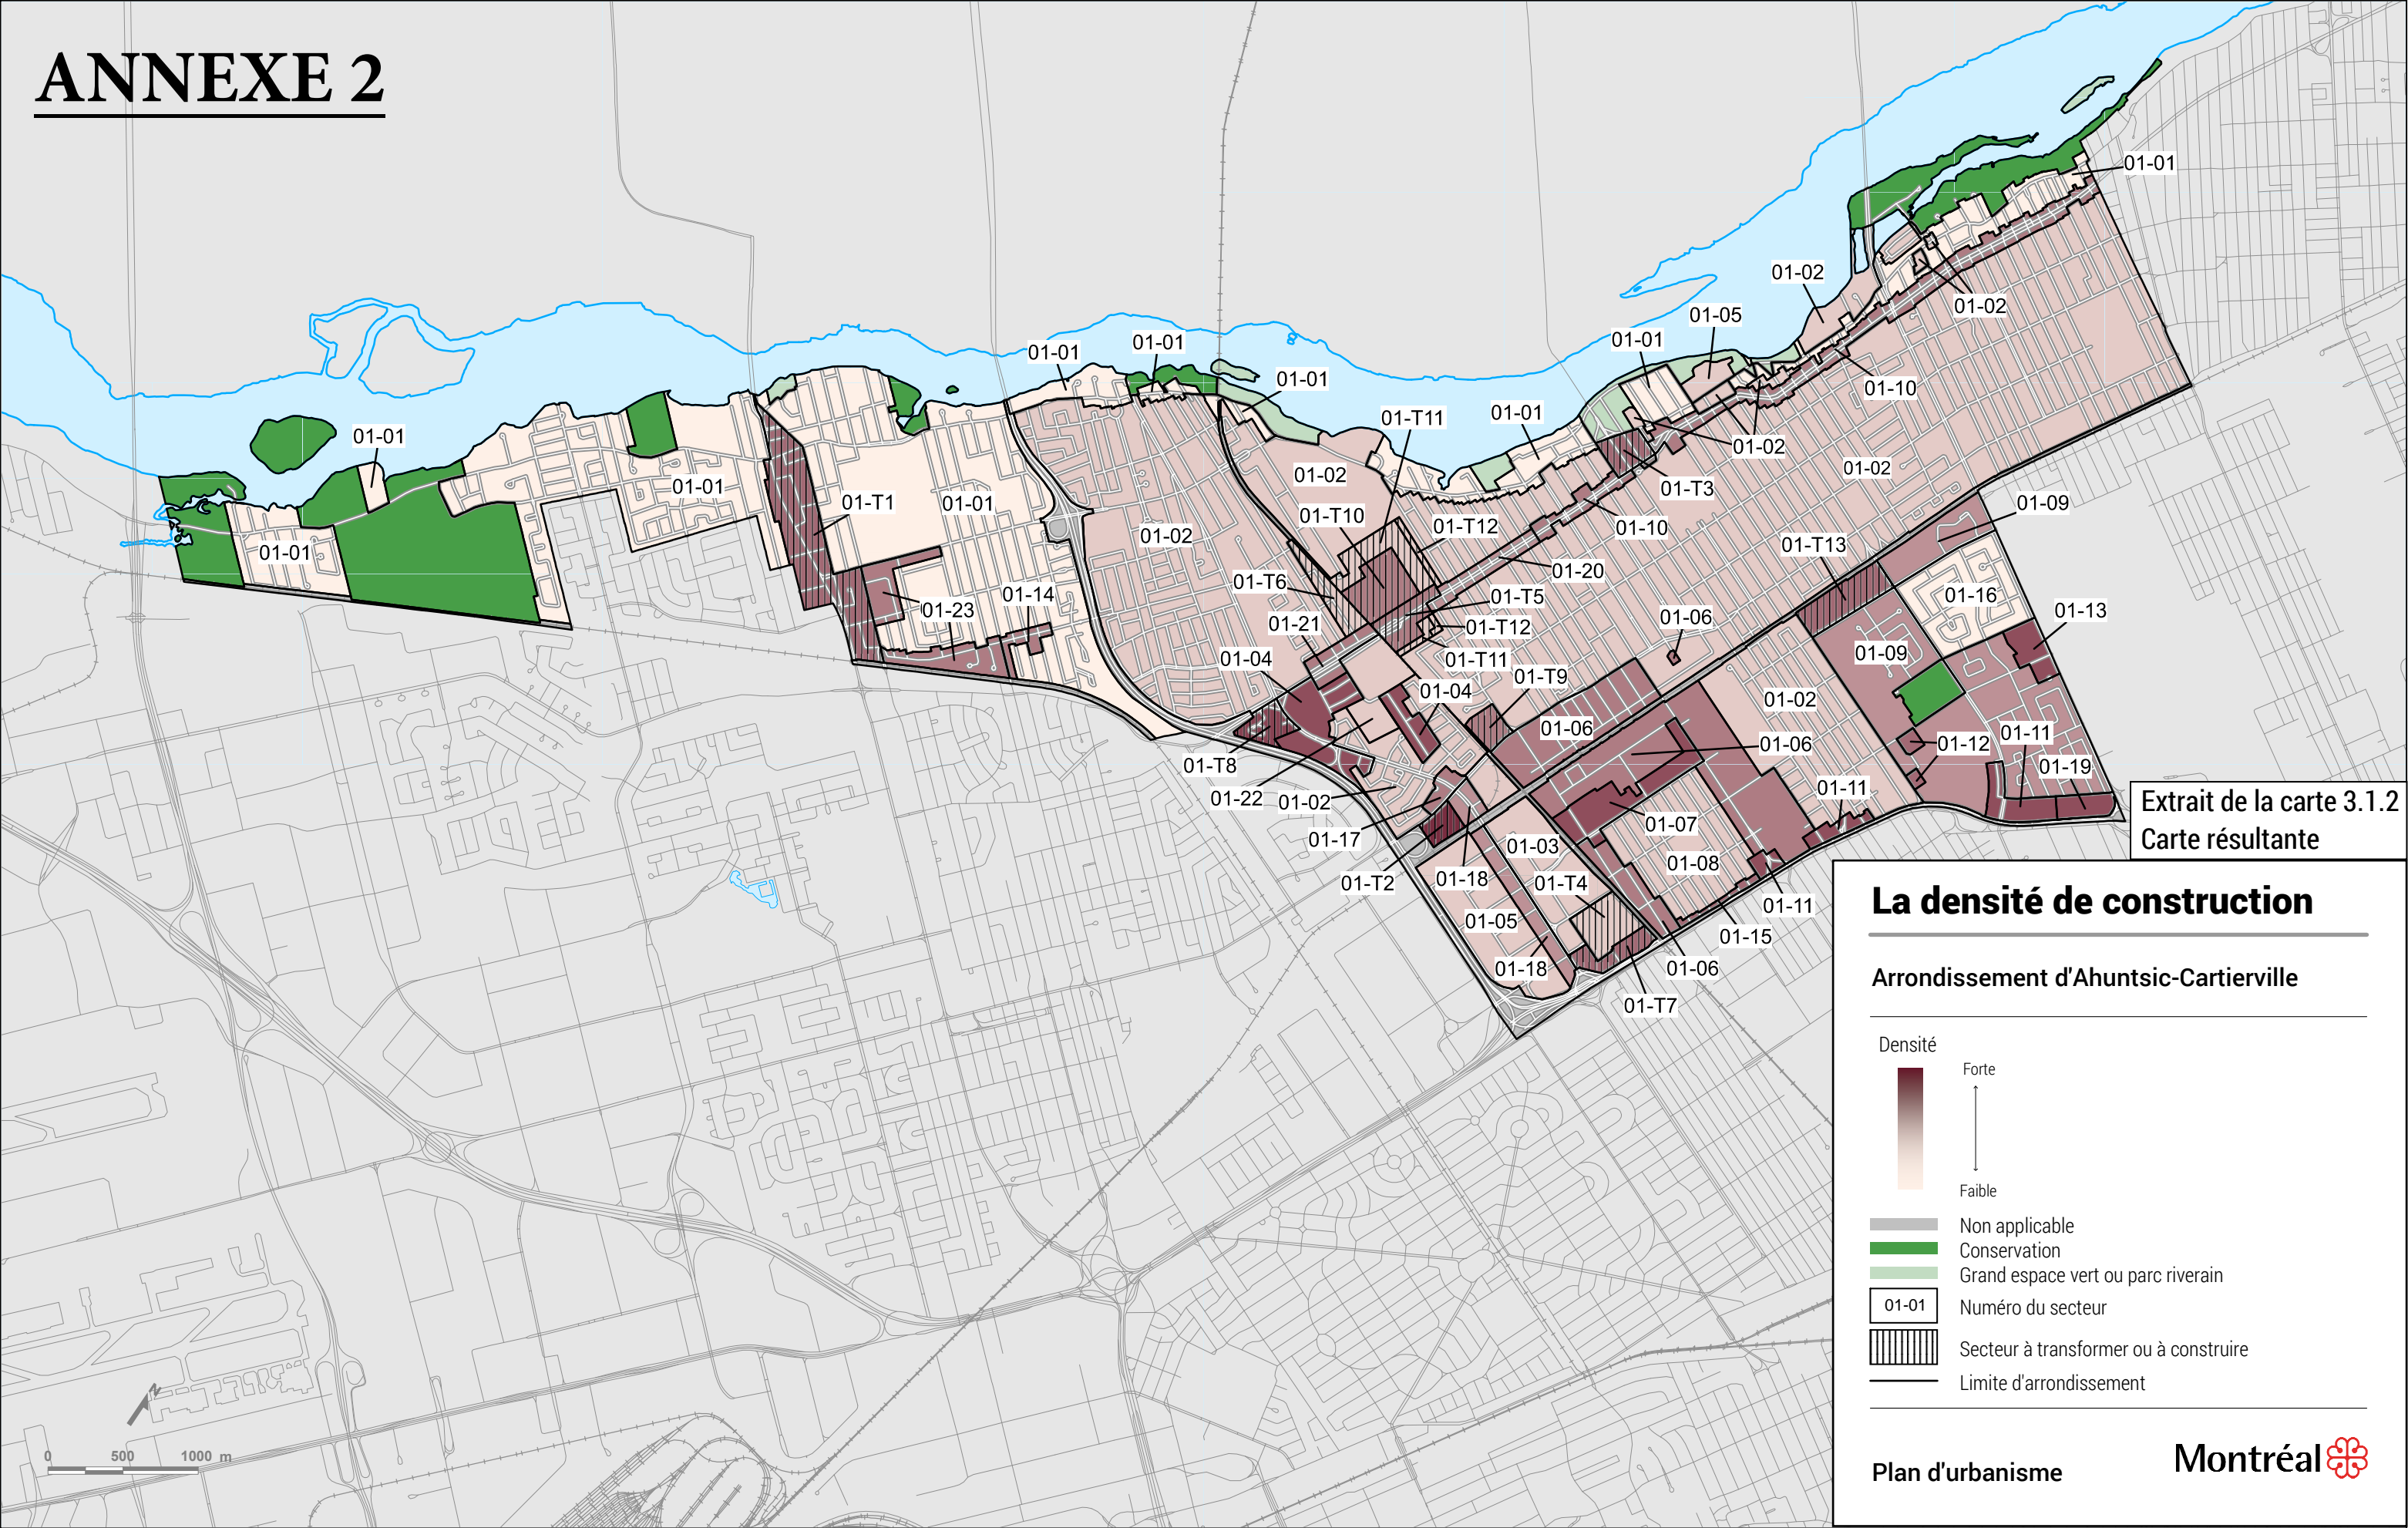 ANNEXE 2
01-01
01-02
01-02
01-05
01-01
01-01
01-01
01-01
01-10
01-T11
01-01
01-01
01-02
01-02
01-02
01-01
01-T3
01-T1
01-01
01-09
01-T10
01-T12
01-10
01-02
01-T13
01-01
01-20
01-T6
01-14
01-16
01-T5
01-23
01-13
01-06
01-21
01-T12
01-09
01-04
01-T11
01-T9
01-04
01-02
01-06
01-11
01-06
01-12
01-T8
01-19
01-11
01-22
01-02
01-07
01-17
01-03
01-08
01-18
01-T4
01-T2
01-11
01-05
01-15
01-18
01-06
01-T7
Extrait de la carte 3.1.2
Carte résultante
La densité de construction
Arrondissement d'Ahuntsic-Cartierville
Densité
Forte
Faible
Non applicable
Conservation
Grand espace vert ou parc riverain
01-01 Numéro du secteur
Secteur à transformer ou à construire
Limite d'arrondissement
Plan d'urbanisme
Montréal
N
0 500 1000 m